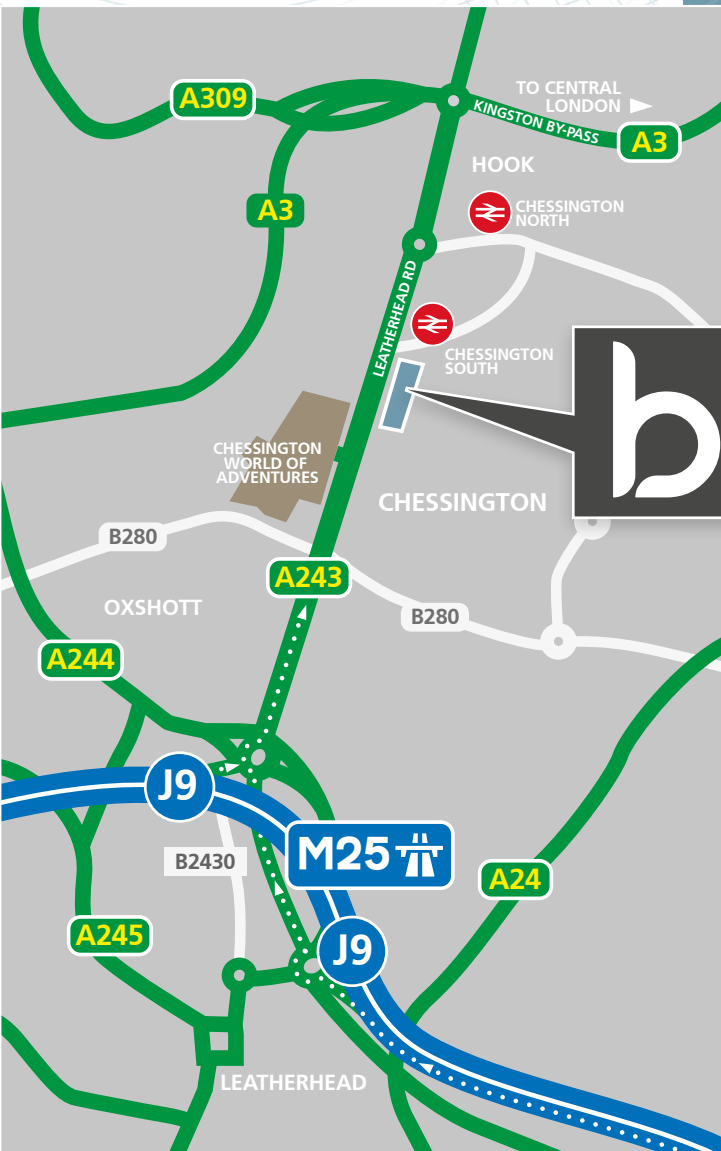 A309
TO CENTRAL
LONDON
KINGSTON BY-PASS
A3
HOOK
A3
CHESSINGTON
NORTH
LEATHERHEAD RD
CHESSINGTON
SOUTH
b
CHESSINGTON
WORLD OF
ADVENTURES
CHESSINGTON
B280
A243
OXSHOTT
B280
A244
J9
M25
B2430
A24
A245
J9
LEATHERHEAD